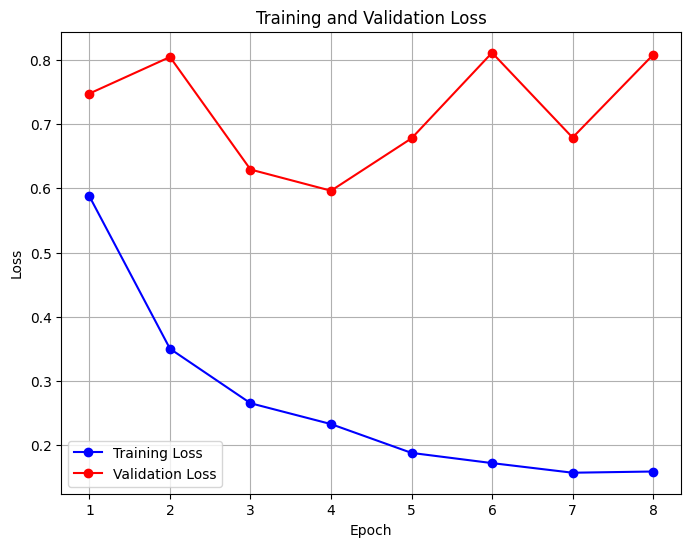 Training and Validation Loss
Loss
0.8
0.7
0.6
0.5
0.4
0.3
0.2
Training Loss
Validation Loss
1 2 3 4 5 6 7 8
Epoch